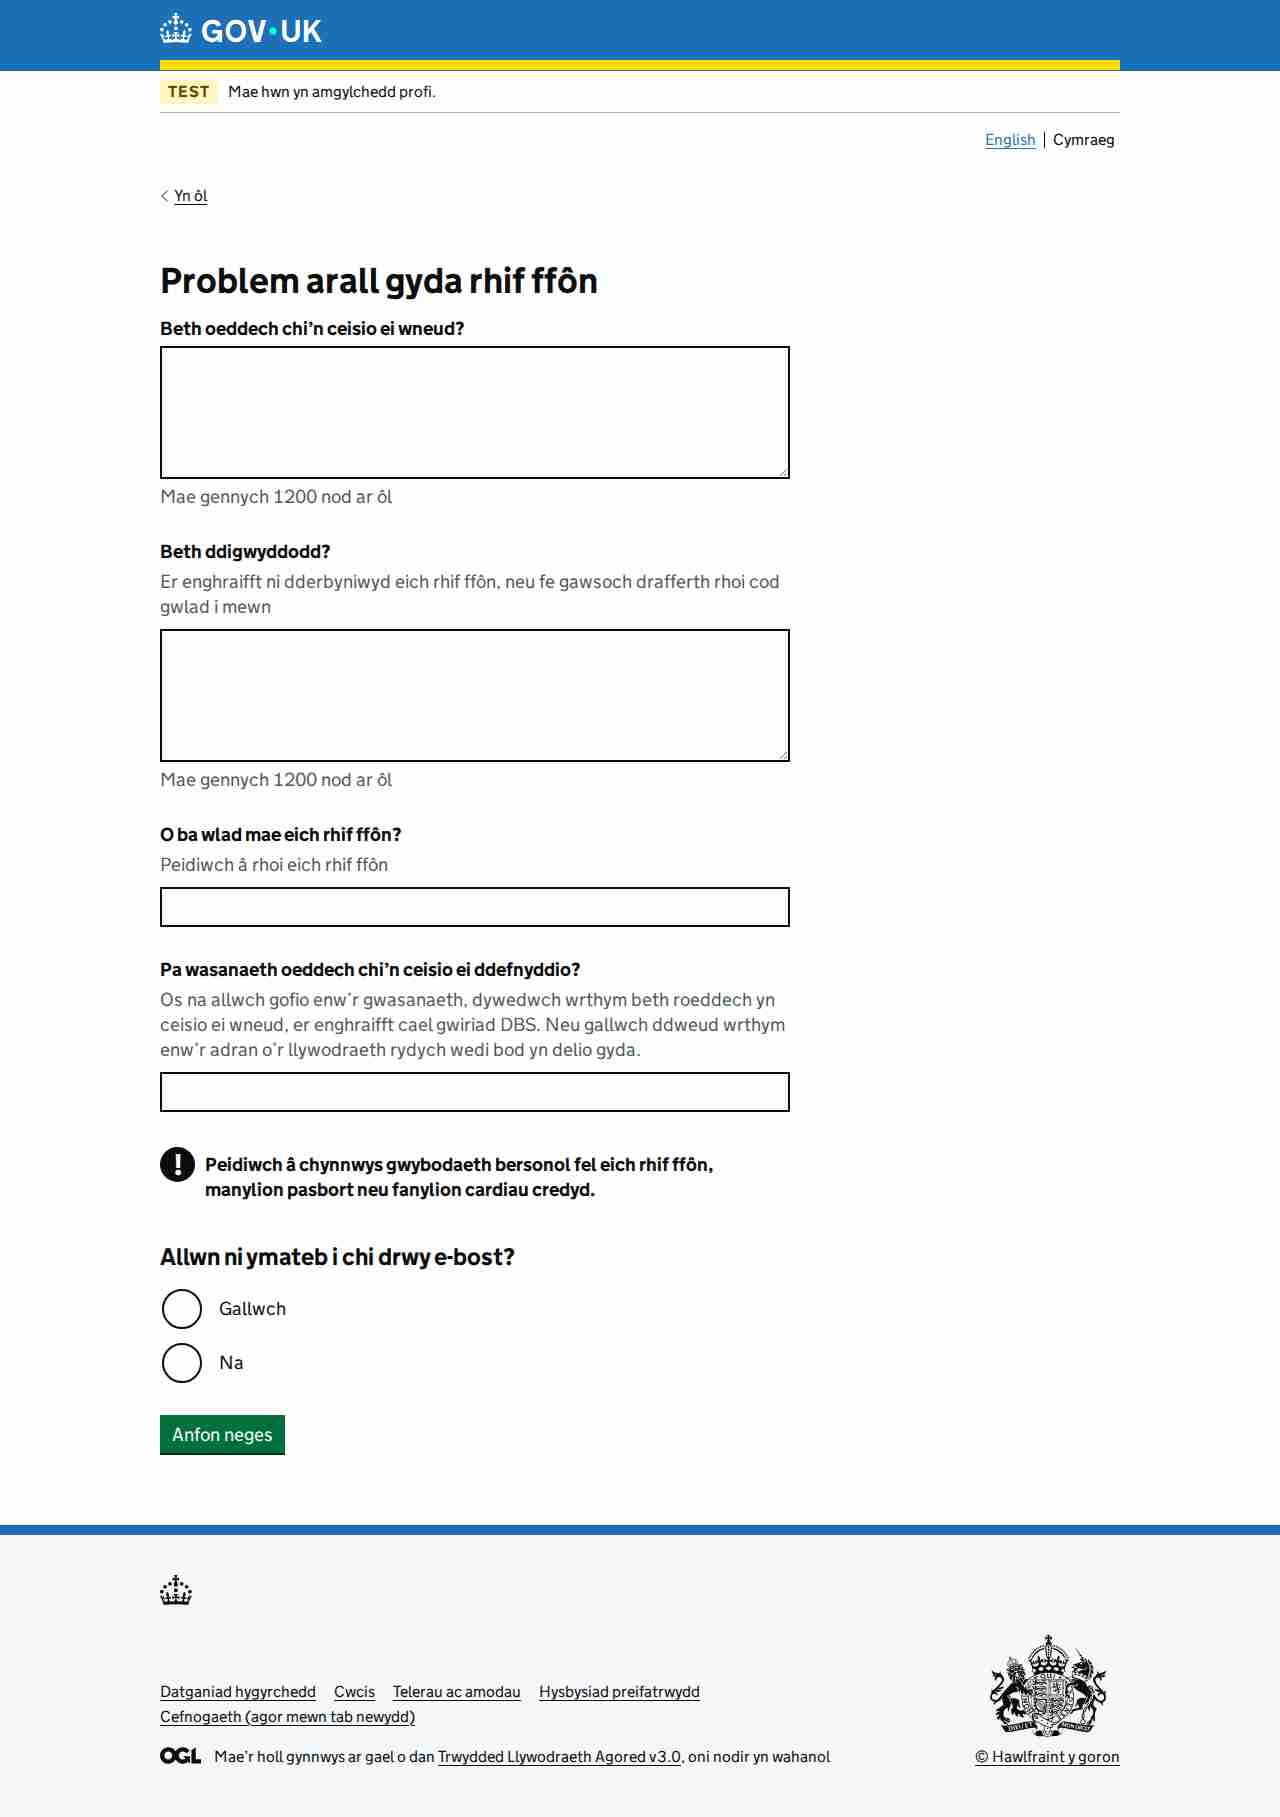 GOV·UK
TEST Mae hwn yn amgylchedd profi.
English | Cymraeg
Yn ôl
Problem arall gyda rhif ffôn
Beth oeddech chi’n ceisio ei wneud?
Mae gennych 1200 nod ar ôl
Beth ddigwyddodd?
Er enghraifft ni dderbyniwyd eich rhif ffôn, neu fe gawsoch drafferth rhoi cod
gwlad i mewn
Mae gennych 1200 nod ar ôl
O ba wlad mae eich rhif ffôn?
Peidiwch â rhoi eich rhif ffôn
Pa wasanaeth oeddech chi’n ceisio ei ddefnyddio?
Os na allwch gofio enw’r gwasanaeth, dywedwch wrthym beth roeddech yn
ceisio ei wneud, er enghraifft cael gwiriad DBS. Neu gallwch ddweud wrthym
enw’r adran o’r llywodraeth rydych wedi bod yn delio gyda.
! Peidiwch â chynnwys gwybodaeth bersonol fel eich rhif ffôn,
manylion pasbort neu fanylion cardiau credyd.
Allwn ni ymateb i chi drwy e-bost?
Gallwch
Na
Anfon neges
Datganiad hygyrchedd Cwcis Telerau ac amodau Hysbysiad preifatrwydd
Cefnogaeth (agor mewn tab newydd)
OGL Mae’r holl gynnwys ar gael o dan Trwydded Llywodraeth Agored v3.0, oni nodir yn wahanol
© Hawlfraint y goron